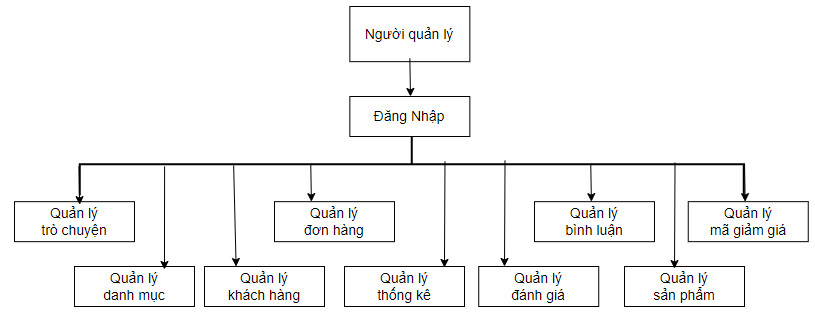 Người quản lý
Đăng Nhập
Quản lý
trò chuyện
Quản lý
đơn hàng
Quản lý
bình luận
Quản lý
mã giảm giá
Quản lý
danh mục
Quản lý
khách hàng
Quản lý
thống kê
Quản lý
đánh giá
Quản lý
sản phẩm